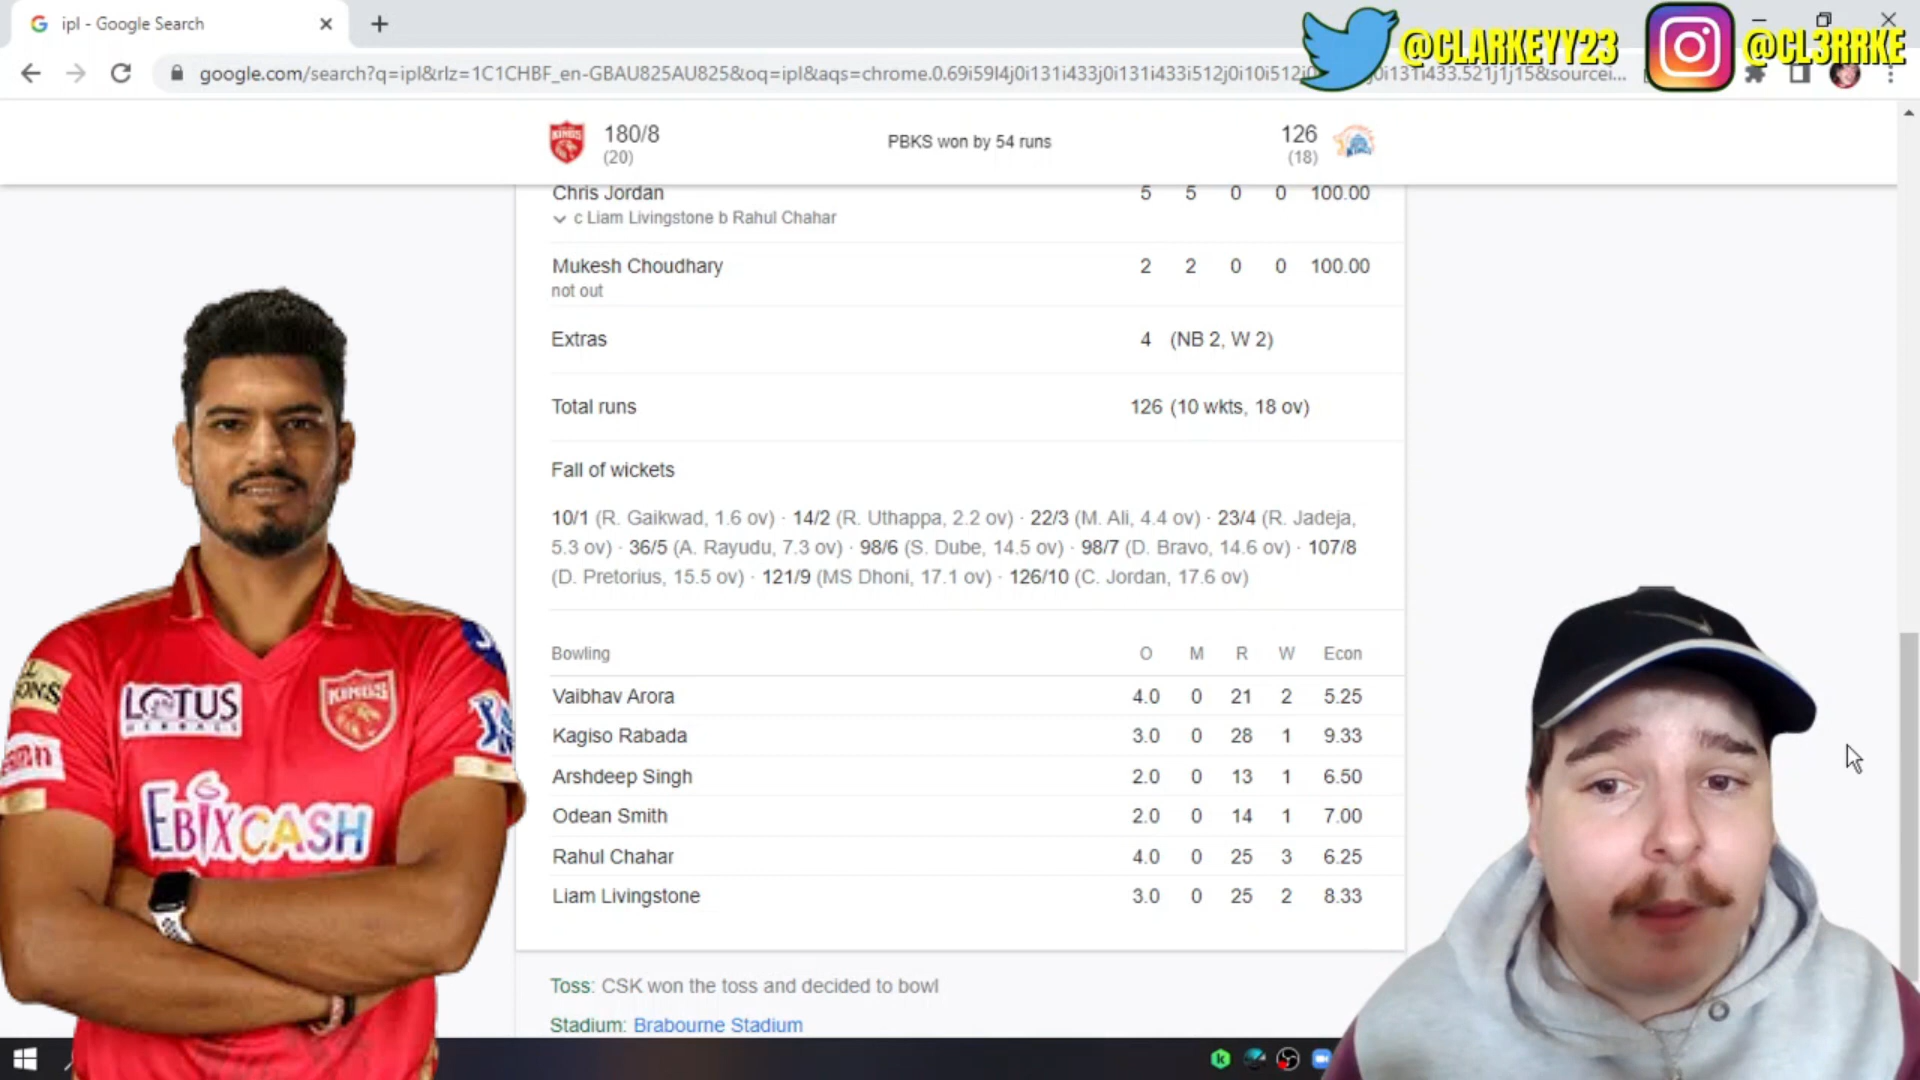 ipl - Google Search
@CLARKEYY23
@CL3RRKE
google.com/search?q=ipl&rlz=1C1CHBF_en-GBAU825AU825&oq=ipl&aqs=chrome.0.69i59l4j0i131i433j0i131i433i512j0i10i512j0 j0i131i433.521j1j15&sourcei...
180/8
(20)
PBKS won by 54 runs
126
(18)
Chris Jordan 5 5 0 0 100.00
c Liam Livingstone b Rahul Chahar
Mukesh Choudhary 2 2 0 0 100.00
not out
Extras 4 (NB 2, W 2)
Total runs 126 (10 wkts, 18 ov)
Fall of wickets
10/1 (R. Gaikwad, 1.6 ov) · 14/2 (R. Uthappa, 2.2 ov) · 22/3 (M. Ali, 4.4 ov) · 23/4 (R. Jadeja,
5.3 ov) · 36/5 (A. Rayudu, 7.3 ov) · 98/6 (S. Dube, 14.5 ov) · 98/7 (D. Bravo, 14.6 ov) · 107/8
(D. Pretorius, 15.5 ov) · 121/9 (MS Dhoni, 17.1 ov) · 126/10 (C. Jordan, 17.6 ov)
Bowling O M R W Econ
Vaibhav Arora 4.0 0 21 2 5.25
Kagiso Rabada 3.0 0 28 1 9.33
Arshdeep Singh 2.0 0 13 1 6.50
Odean Smith 2.0 0 14 1 7.00
Rahul Chahar 4.0 0 25 3 6.25
Liam Livingstone 3.0 0 25 2 8.33
Toss: CSK won the toss and decided to bowl
Stadium: Brabourne Stadium
LOTUS
HERBALS
KINGS
EBIXCASH